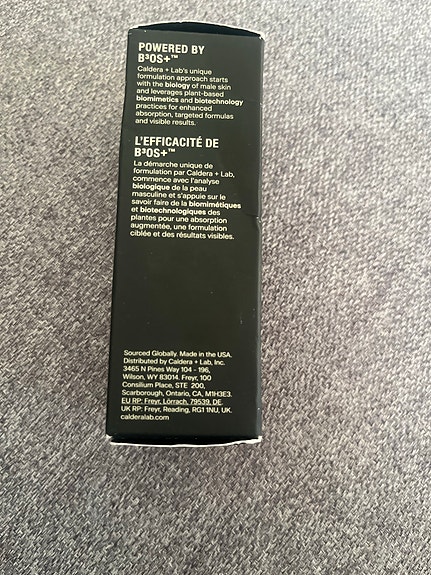 POWERED BY
B³OS+™
Caldera + Lab's unique
formulation approach starts
with the biology of male skin
and leverages plant-based
biomimetics and biotechnology
practices for enhanced
absorption, targeted formulas
and visible results.
L'EFFICACITÉ DE
B³OS+™
La démarche unique de
formulation par Caldera + Lab,
commence avec l'analyse
biologique de la peau
masculine et s'appuie sur le
savoir faire de la biomimétiques
et biotechnologiques des
plantes pour une absorption
augmentée, une formulation
ciblée et des résultats visibles.
Sourced Globally. Made in the USA.
Distributed by Caldera + Lab, Inc.
3465 N Pines Way 104 - 196,
Wilson, WY 83014. Freyr, 100
Consilium Place, STE 200,
Scarborough, Ontario, CA, M1H3E3.
EU RP: Freyr, Lörrach, 79539, DE.
UK RP: Freyr, Reading, RG1 1NU, UK.
calderalab.com